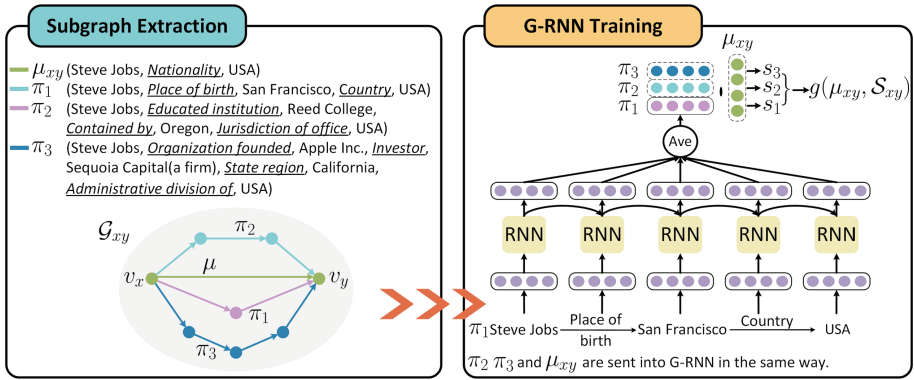 Subgraph Extraction
μxy (Steve Jobs, Nationality, USA)
π1 (Steve Jobs, Place of birth, San Francisco, Country, USA)
π2 (Steve Jobs, Educated institution, Reed College,
Contained by, Oregon, Jurisdiction of office, USA)
π3 (Steve Jobs, Organization founded, Apple Inc., Investor,
Sequoia Capital(a firm), State region, California,
Administrative division of, USA)
𝒢xy
π2
vx
μ
vy
π1
π3
G-RNN Training
μxy
π3
π2
π1
s3
s2
s1
g(μxy, 𝒮xy)
Ave
RNN
RNN
RNN
RNN
RNN
π1 Steve Jobs Place of birth San Francisco Country USA
π2 π3 and μxy are sent into G-RNN in the same way.